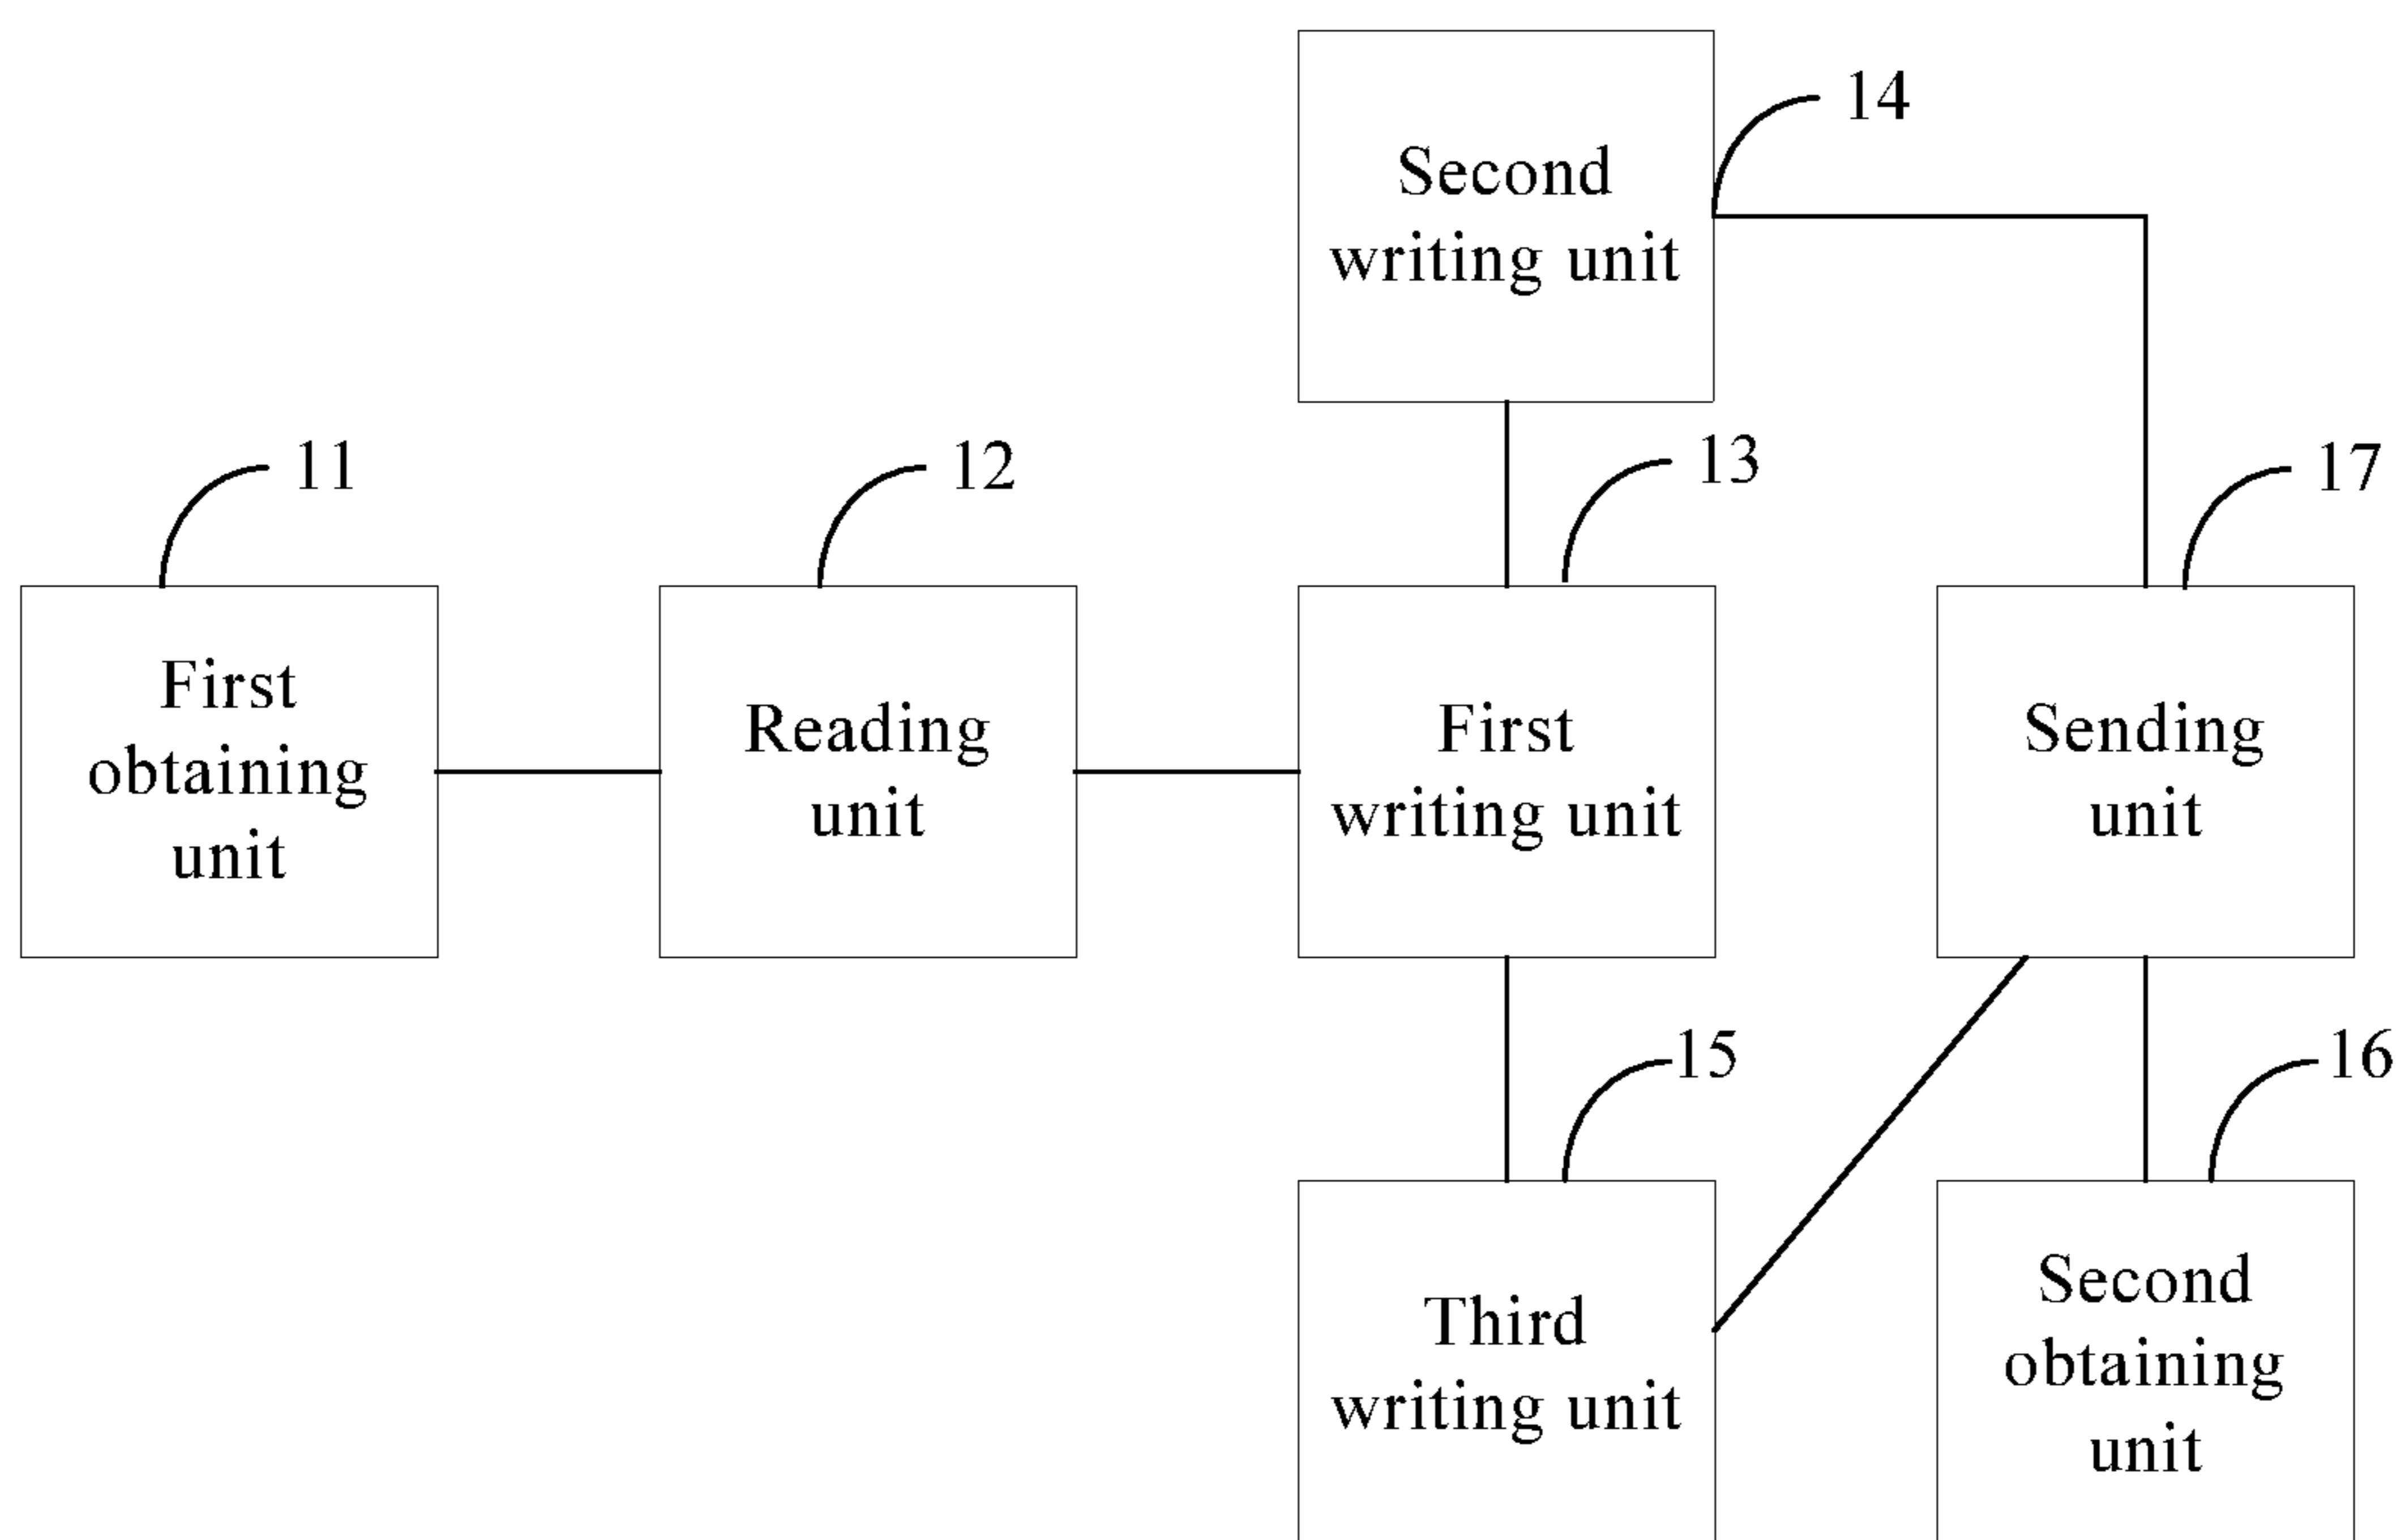 14
Second
writing unit
11
12
13
17
First
obtaining
unit
Reading
unit
First
writing unit
Sending
unit
15
16
Third
writing unit
Second
obtaining
unit